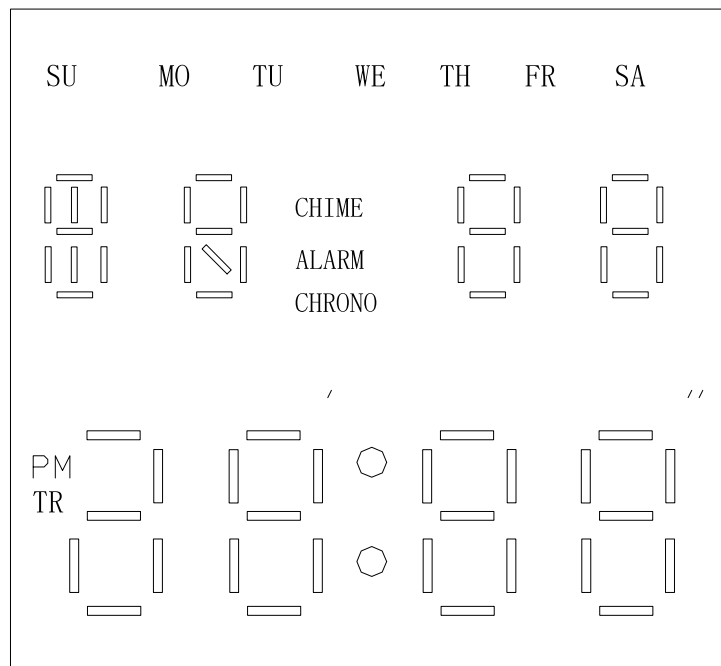 SU MO TU WE TH FR SA
CHIME
ALARM
CHRONO
′ ″
PM
TR
: